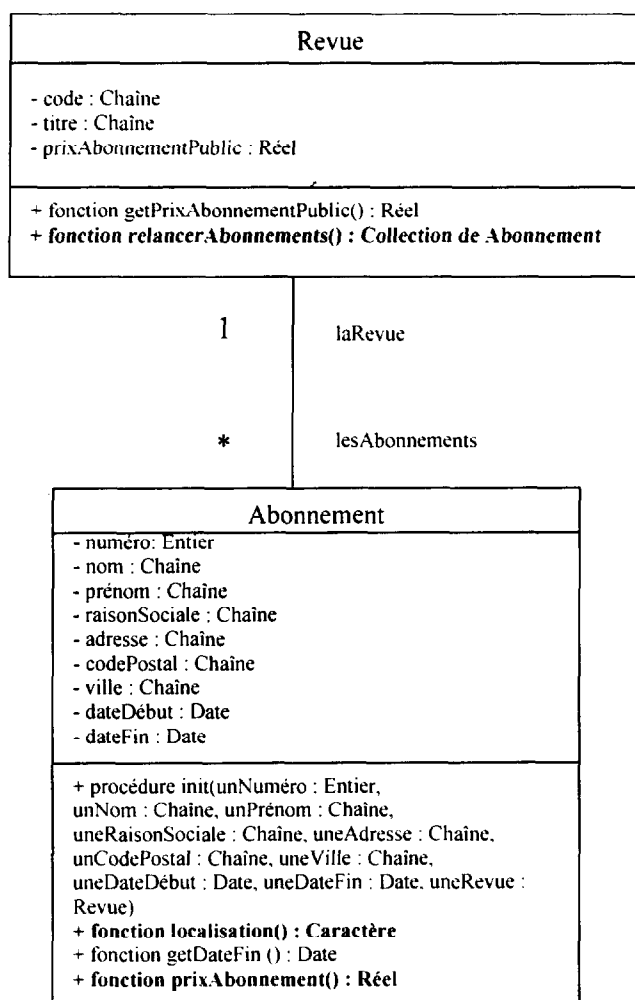 Revue
- code : Chaîne
- titre : Chaîne
- prixAbonnementPublic : Réel
+ fonction getPrixAbonnementPublic() : Réel
+ fonction relancerAbonnements() : Collection de Abonnement
1
laRevue
*
lesAbonnements
Abonnement
- numéro: Entier
- nom : Chaîne
- prénom : Chaîne
- raisonSociale : Chaîne
- adresse : Chaîne
- codePostal : Chaîne
- ville : Chaîne
- dateDébut : Date
- dateFin : Date
+ procédure init(unNuméro : Entier,
unNom : Chaîne, unPrénom : Chaîne,
uneRaisonSociale : Chaîne, uneAdresse : Chaîne,
unCodePostal : Chaîne, uneVille : Chaîne,
uneDateDébut : Date, uneDateFin : Date, uneRevue :
Revue)
+ fonction localisation() : Caractère
+ fonction getDateFin () : Date
+ fonction prixAbonnement() : Réel